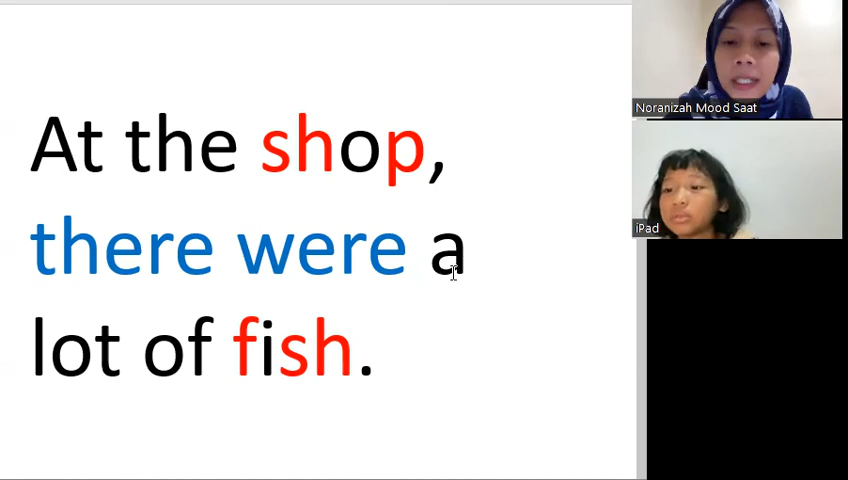 At the shop,
there were a
lot of fish.
Noranizah Mood Saat
iPad